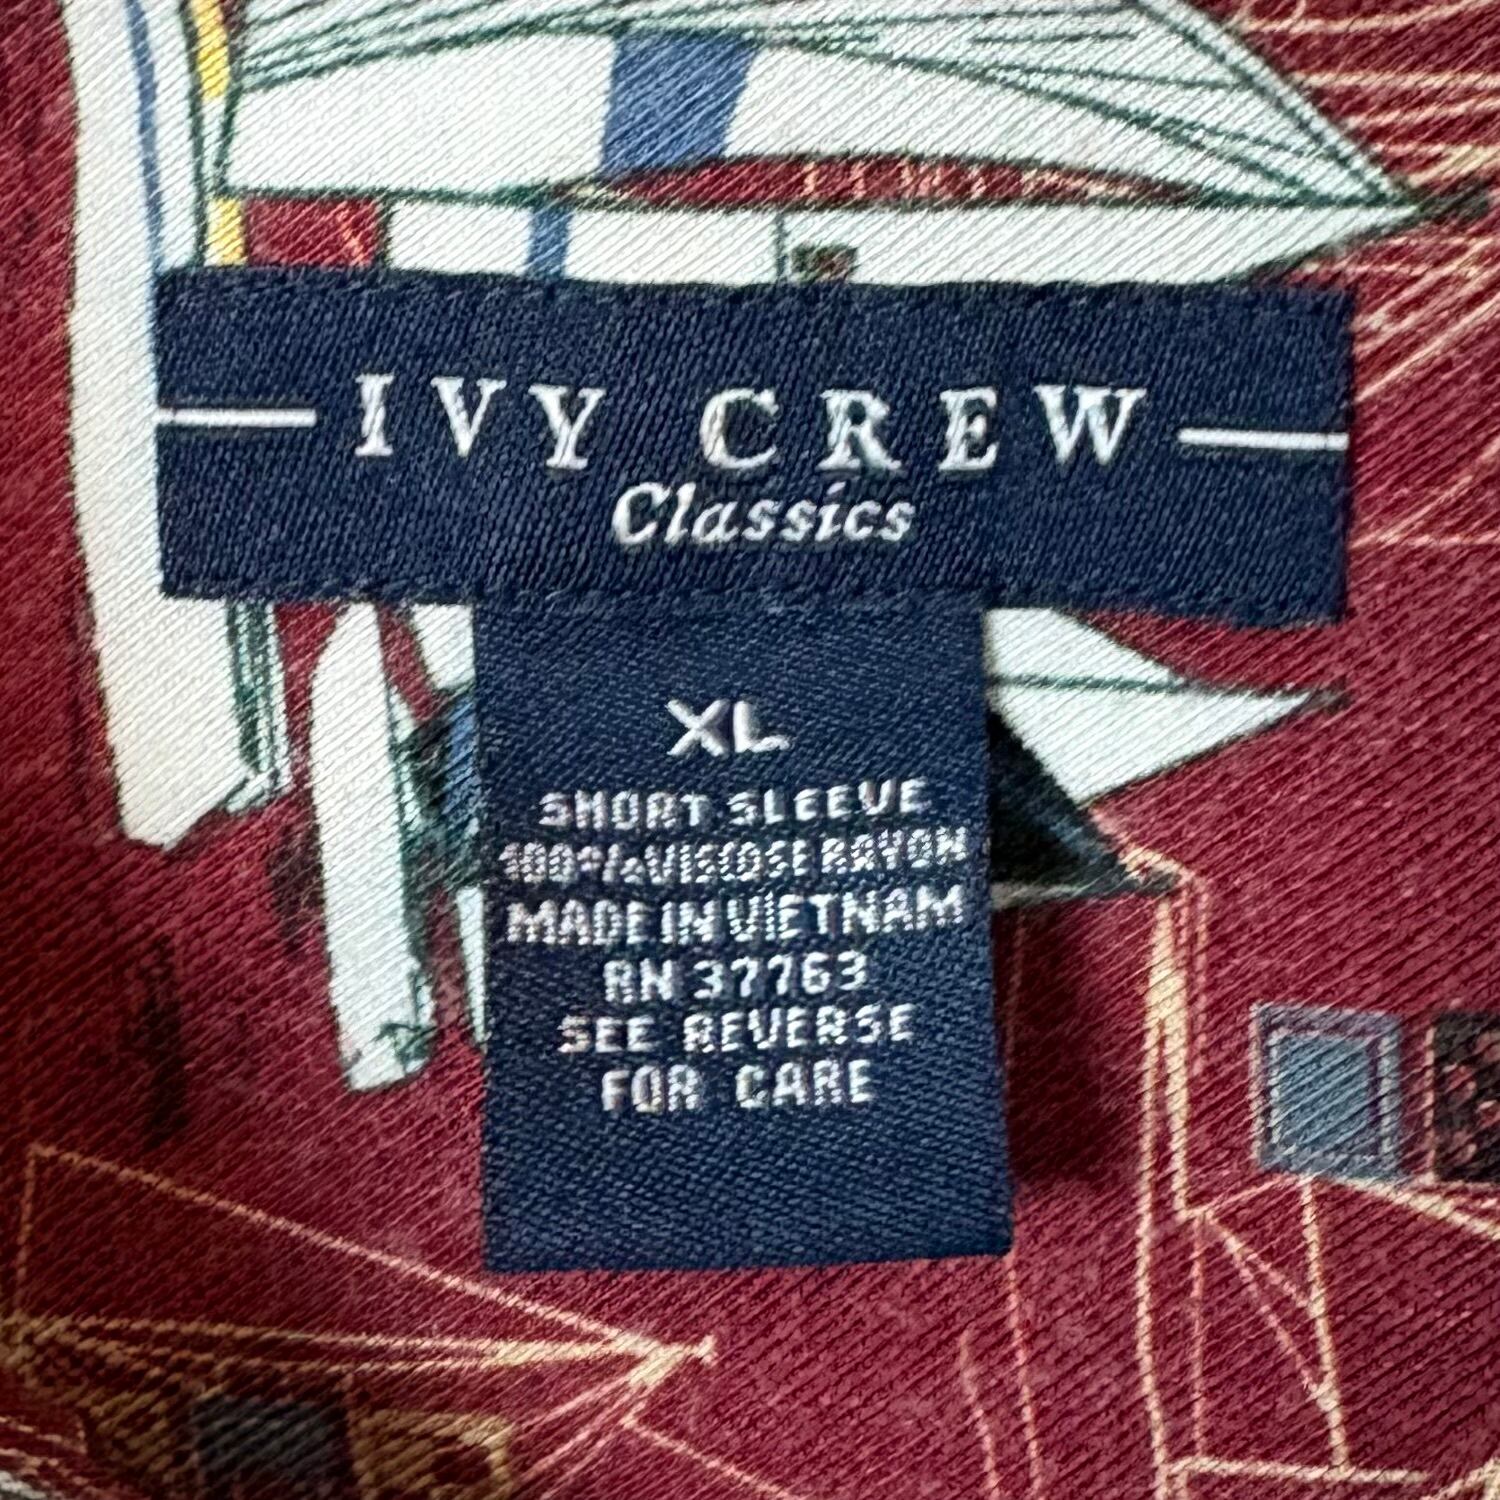 IVY CREW
Classics
XL
SHORT SLEEVE
100% VISCOSE RAYON
MADE IN VIETNAM
RN 37763
SEE REVERSE
FOR CARE